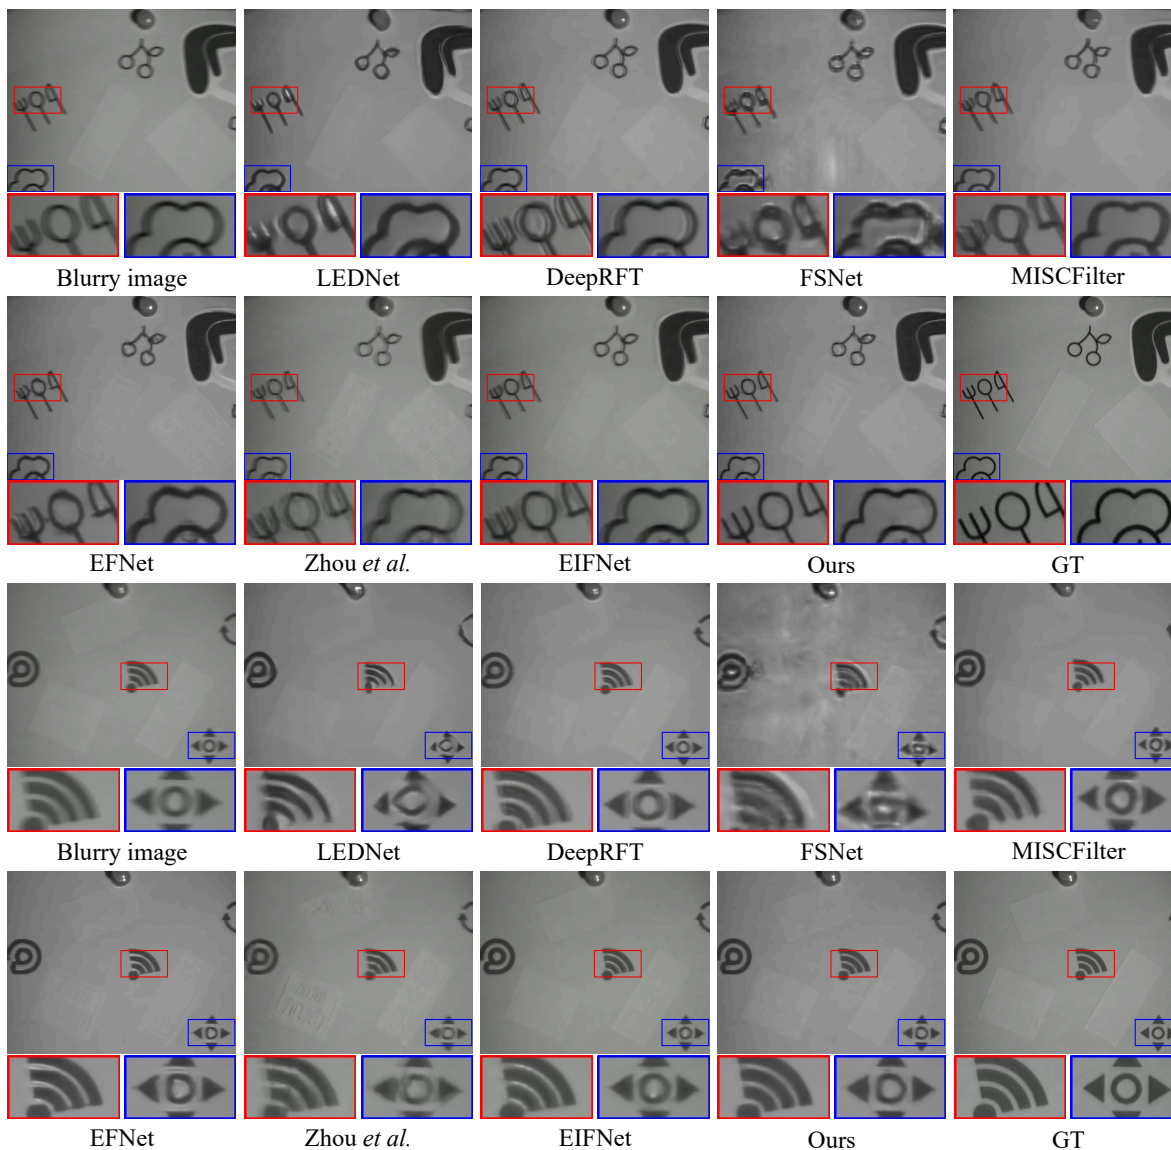 Blurry image LEDNet DeepRFT FSNet MISCFilter
EFNet Zhou et al. EIFNet Ours GT
Blurry image LEDNet DeepRFT FSNet MISCFilter
EFNet Zhou et al. EIFNet Ours GT